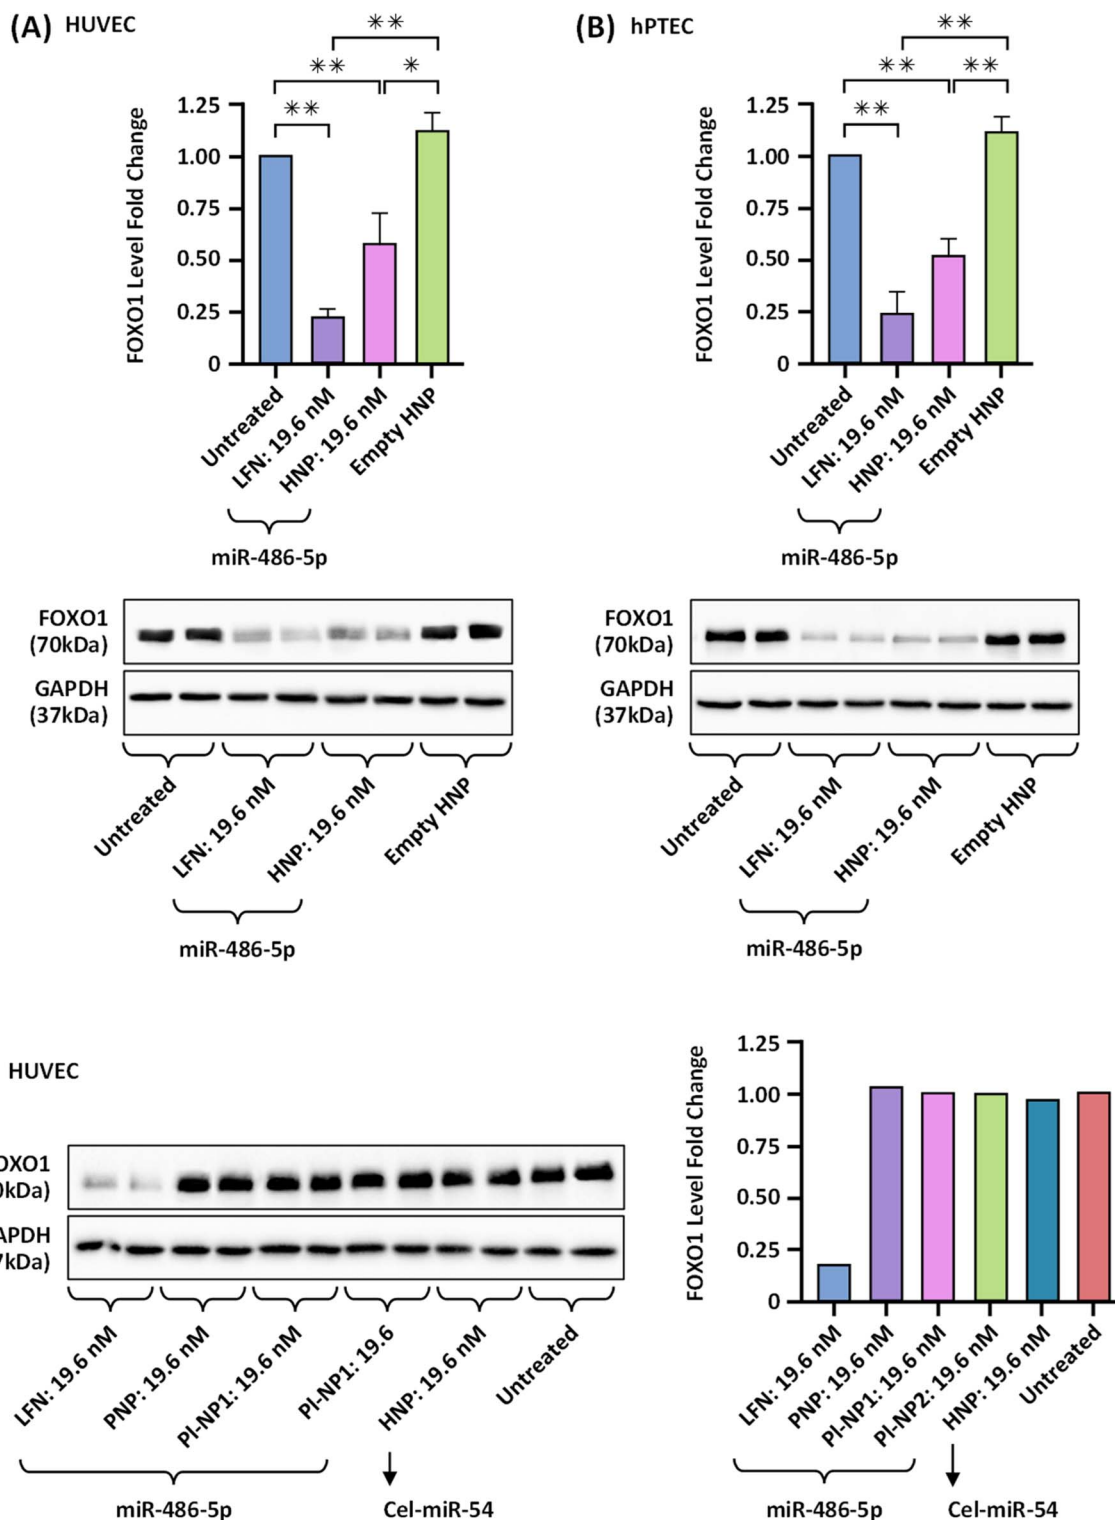 (A) HUVEC
** 
** *
**
FOXO1 Level Fold Change
1.25
1.00
0.75
0.50
0.25
0
Untreated
LFN: 19.6 nM
HNP: 19.6 nM
Empty HNP
miR-486-5p
(B) hPTEC
**
** **
**
FOXO1 Level Fold Change
1.25
1.00
0.75
0.50
0.25
0
Untreated
LFN: 19.6 nM
HNP: 19.6 nM
Empty HNP
miR-486-5p
FOXO1
(70kDa)
GAPDH
(37kDa)
Untreated
LFN: 19.6 nM
HNP: 19.6 nM
Empty HNP
miR-486-5p
FOXO1
(70kDa)
GAPDH
(37kDa)
Untreated
LFN: 19.6 nM
HNP: 19.6 nM
Empty HNP
miR-486-5p
HUVEC
OXO1
0kDa)
APDH
7kDa)
LFN: 19.6 nM
PNP: 19.6 nM
PI-NP1: 19.6 nM
PI-NP1: 19.6
HNP: 19.6 nM
Untreated
miR-486-5p
Cel-miR-54
FOXO1 Level Fold Change
1.25
1.00
0.75
0.50
0.25
0
LFN: 19.6 nM
PNP: 19.6 nM
PI-NP1: 19.6 nM
PI-NP2: 19.6 nM
HNP: 19.6 nM
Untreated
miR-486-5p
Cel-miR-54